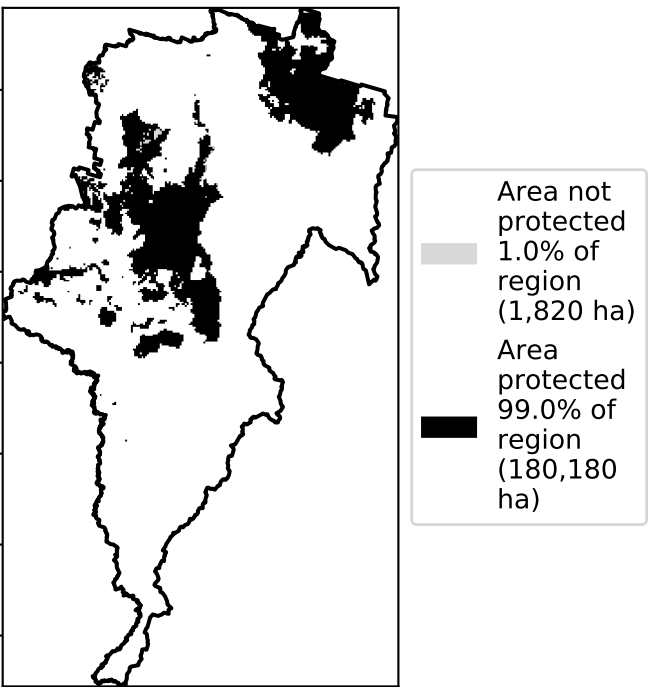 Area not
protected
1.0% of
region
(1,820 ha)
Area
protected
99.0% of
region
(180,180
ha)